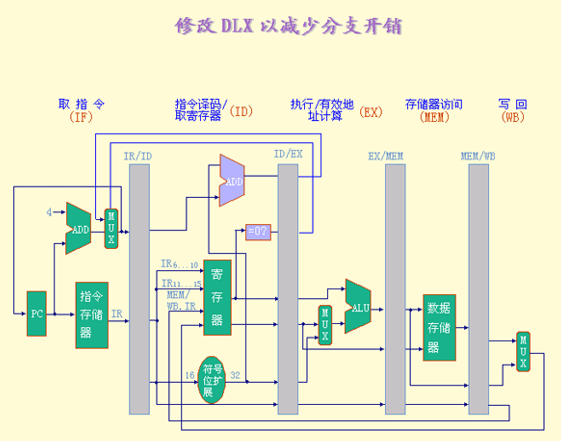 修改DLX以减少分支开销
取 指 令
(IF)
指令译码/
取寄存器
(ID)
执行/有效地
址计算
(EX)
存储器访问
(MEM)
写 回
(WB)
IR/ID
ID/EX
EX/MEM
MEM/WB
4
ADD
MUX
ADD
=0?
PC
指令
存储
器
IR
IR6...10
IR11...15
MEM/
WB.IR
寄
存
器
MUX
ALU
数据
存储
器
MUX
16
符号
位扩
展
32